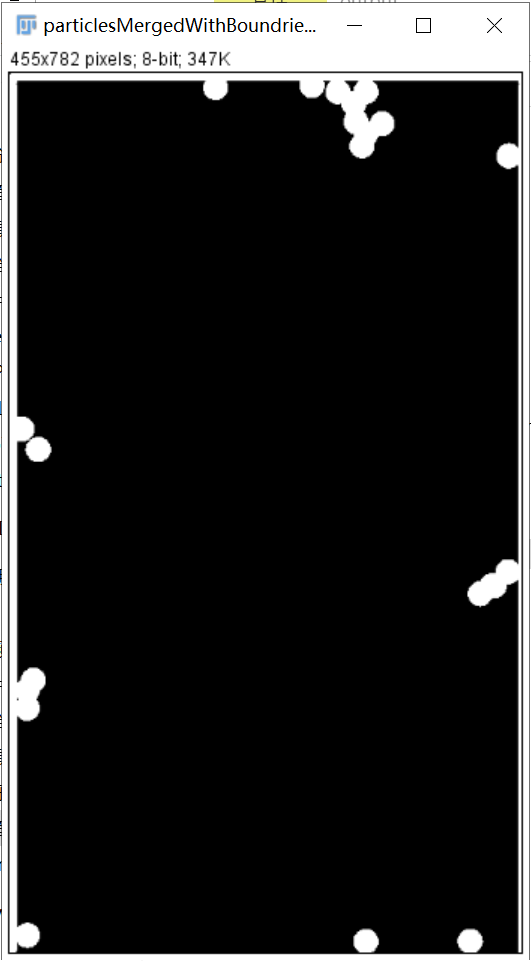 particlesMergedWithBoundrie...
455x782 pixels; 8-bit; 347K